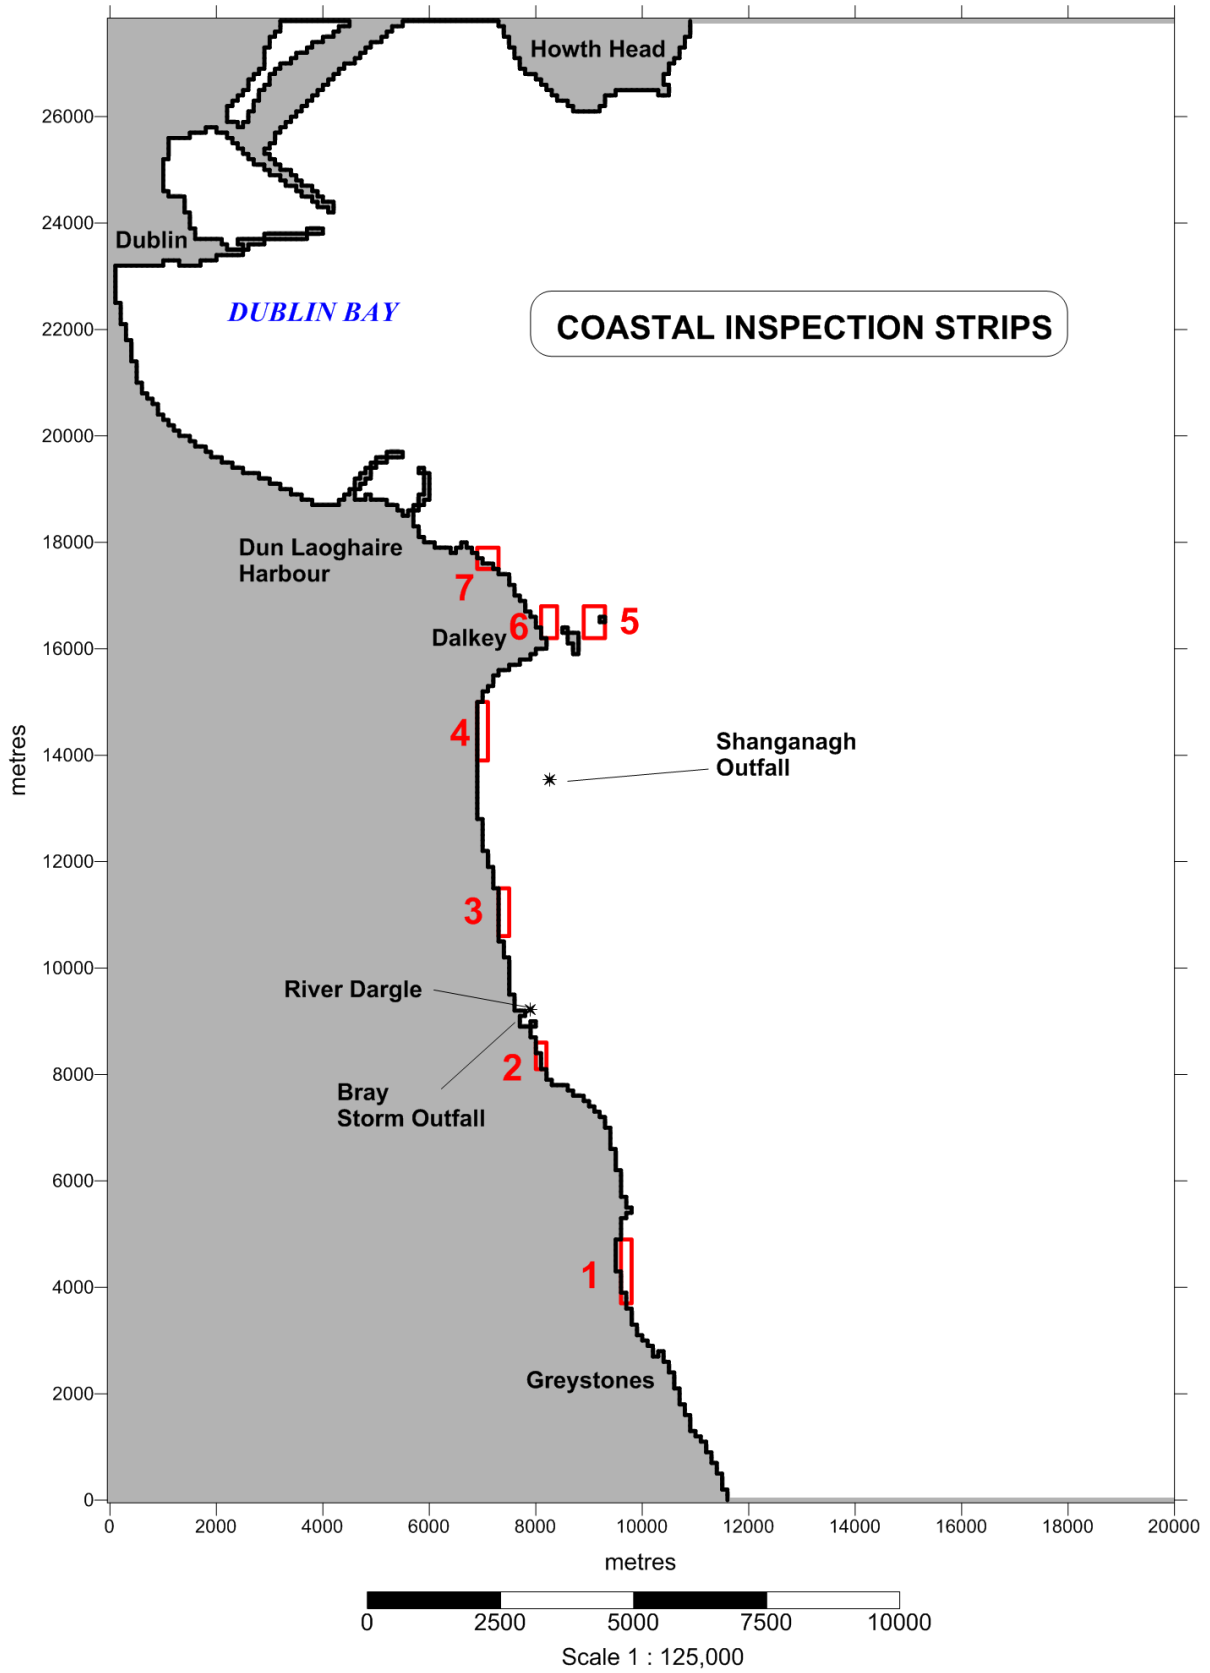 Howth Head
26000
24000
Dublin
DUBLIN BAY
22000
COASTAL INSPECTION STRIPS
20000
18000
Dun Laoghaire
Harbour
7
6
5
Dalkey
16000
4
14000
Shanganagh
Outfall
metres
12000
3
10000
River Dargle
2
8000
Bray
Storm Outfall
6000
1
4000
Greystones
2000
0
0 2000 4000 6000 8000 10000 12000 14000 16000 18000 20000
metres
0 2500 5000 7500 10000
Scale 1 : 125,000